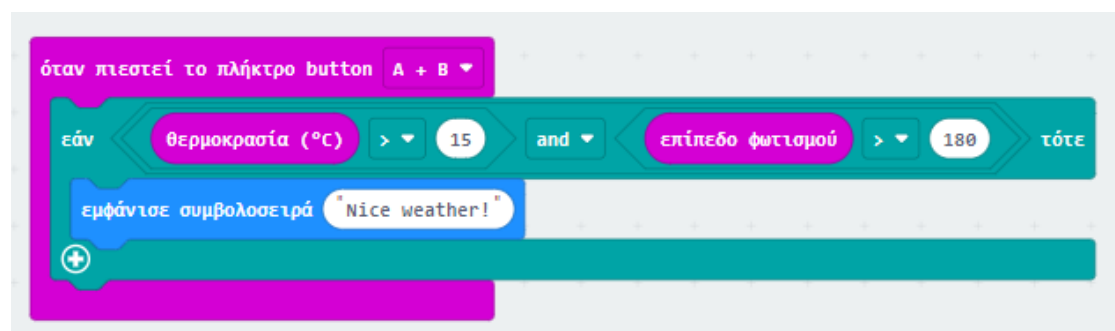 όταν πιεστεί το πλήκτρο button A + B
εάν θερμοκρασία (°C) > 15 and επίπεδο φωτισμού > 180 τότε
εμφάνισε συμβολοσειρά "Nice weather!"